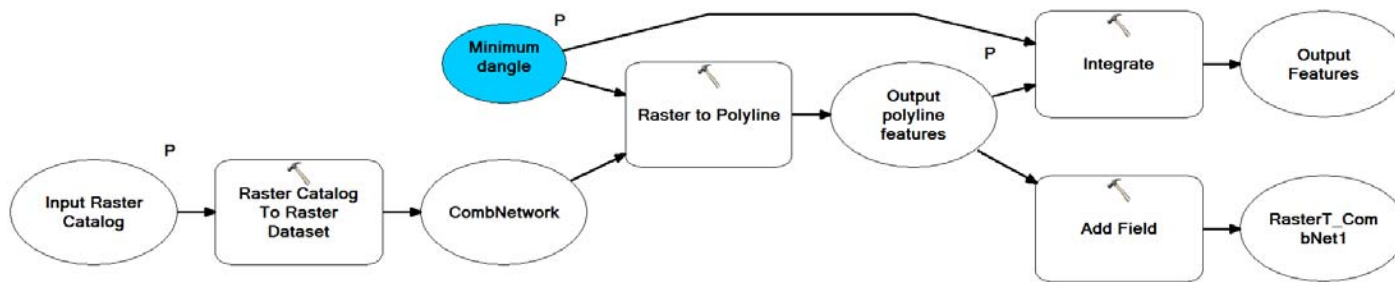 P
Minimum
dangle
P
Integrate
Output
Features
Raster to Polyline
Output
polyline
features
P
Input Raster
Catalog
Raster Catalog
To Raster
Dataset
CombNetwork
Add Field
RasterT_Com
bNet1